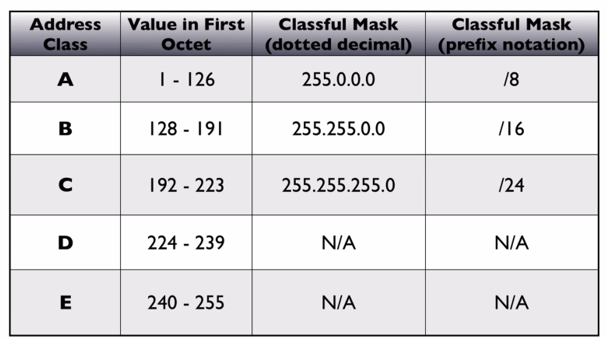 Address Class Value in First Octet Classful Mask (dotted decimal) Classful Mask (prefix notation)
A 1 - 126 255.0.0.0 /8
B 128 - 191 255.255.0.0 /16
C 192 - 223 255.255.255.0 /24
D 224 - 239 N/A N/A
E 240 - 255 N/A N/A